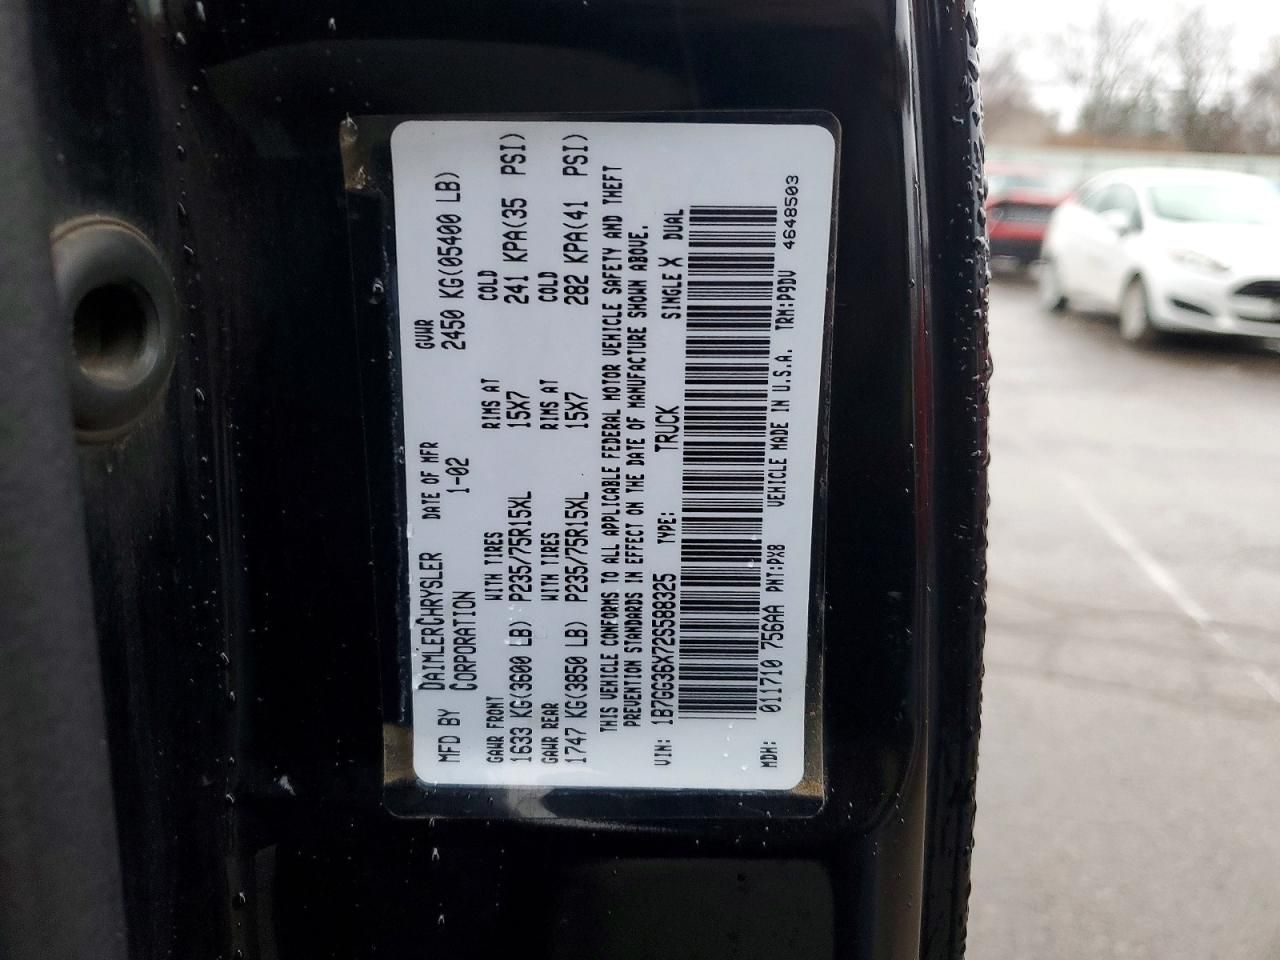 MFD BY DAIMLERCHRYSLER DATE OF MFR GVWR
CORPORATION 1-02 2450 KG(05400 LB)
GAWR FRONT WITH TIRES RIMS AT COLD
1633 KG(3600 LB) P235/75R15XL 15X7 241 KPA(35 PSI)
GAWR REAR WITH TIRES RIMS AT COLD
1747 KG(3850 LB) P235/75R15XL 15X7 282 KPA(41 PSI)
THIS VEHICLE CONFORMS TO ALL APPLICABLE FEDERAL MOTOR VEHICLE SAFETY AND THEFT
PREVENTION STANDARDS IN EFFECT ON THE DATE OF MANUFACTURE SHOWN ABOVE.
VIN: 1B7GG36X72S588325 TYPE: TRUCK SINGLE X DUAL
MDH: 011710 756AA PNT:PX8 VEHICLE MADE IN U.S.A. TRM:P9DV 4648503